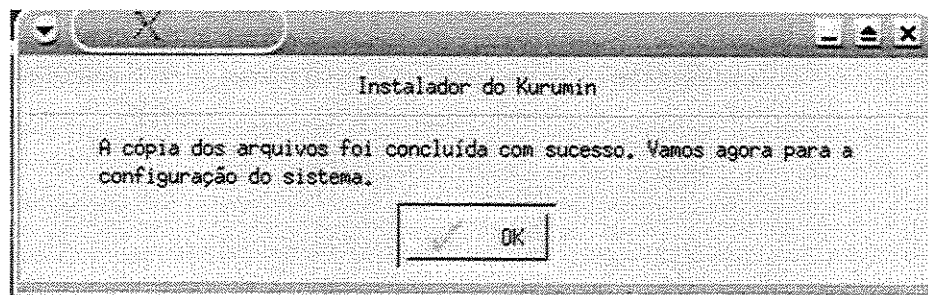 Instalador do Kurumin
A cópia dos arquivos foi concluída com sucesso. Vamos agora para a
configuração do sistema.
OK